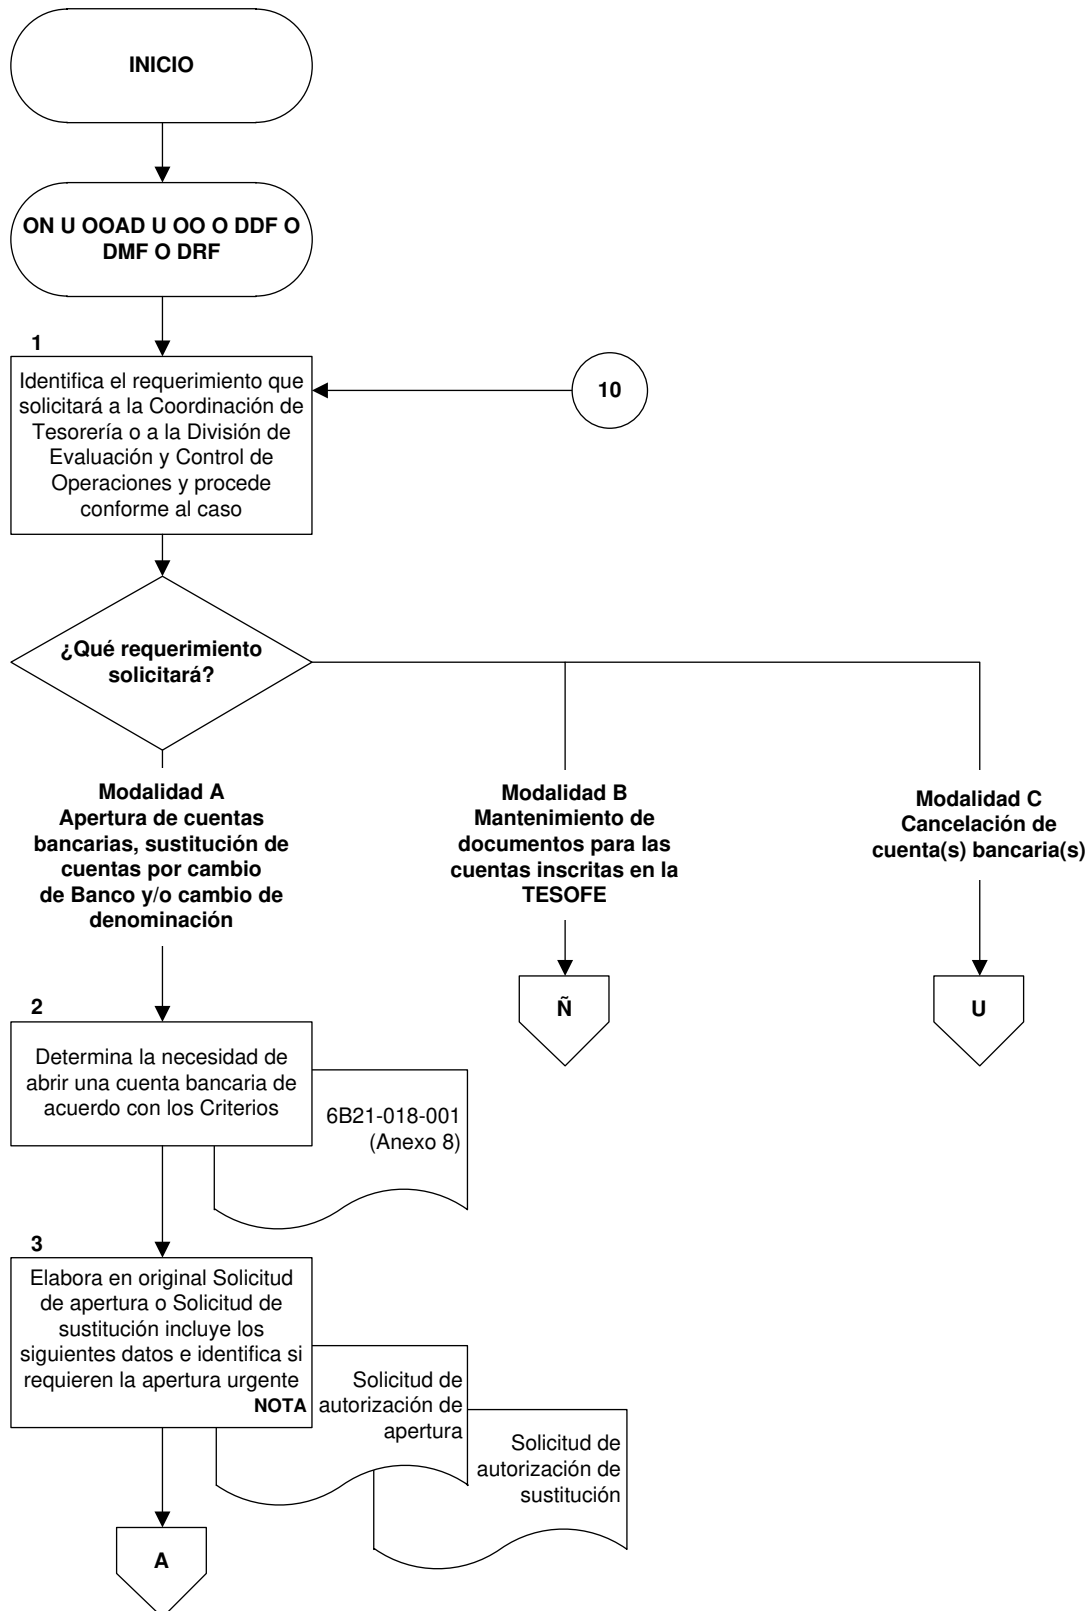 INICIO
ON U OOAD U OO O DDF O
DMF O DRF
1
Identifica el requerimiento que
solicitará a la Coordinación de
Tesorería o a la División de
Evaluación y Control de
Operaciones y procede
conforme al caso
10
¿Qué requerimiento
solicitará?
Modalidad A
Apertura de cuentas
bancarias, sustitución de
cuentas por cambio
de Banco y/o cambio de
denominación
Modalidad B
Mantenimiento de
documentos para las
cuentas inscritas en la
TESOFE
Modalidad C
Cancelación de
cuenta(s) bancaria(s)
Ñ
U
2
Determina la necesidad de
abrir una cuenta bancaria de
acuerdo con los Criterios
6B21-018-001
(Anexo 8)
3
Elabora en original Solicitud
de apertura o Solicitud de
sustitución incluye los
siguientes datos e identifica si
requieren la apertura urgente
NOTA
Solicitud de
autorización de
apertura
Solicitud de
autorización de
sustitución
A